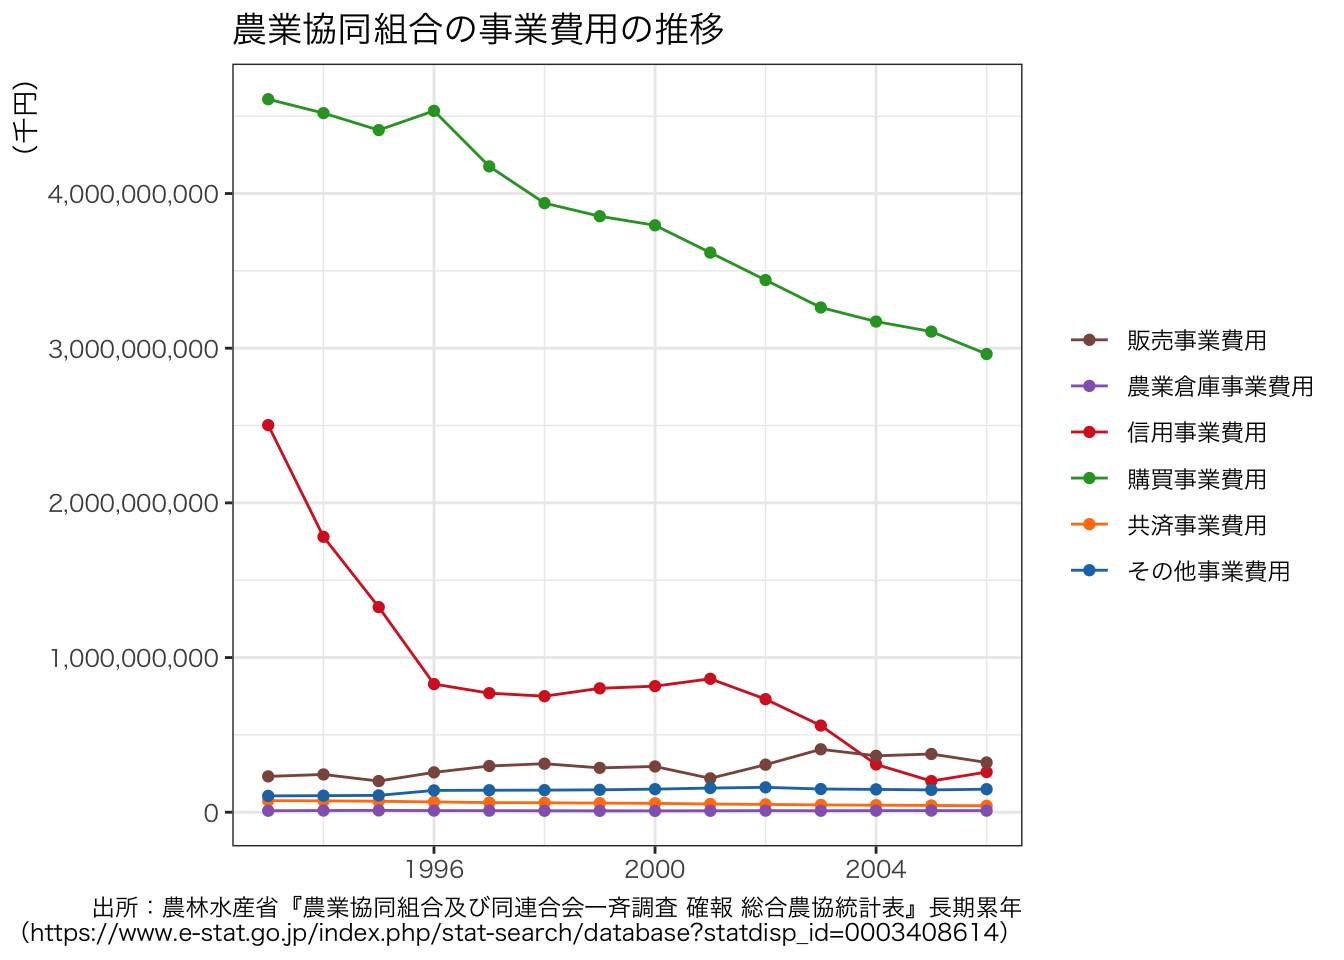 農業協同組合の事業費用の推移
（千円）
4,000,000,000
3,000,000,000
2,000,000,000
1,000,000,000
0
1996 2000 2004
販売事業費用
農業倉庫事業費用
信用事業費用
購買事業費用
共済事業費用
その他事業費用
出所：農林水産省『農業協同組合及び同連合会一斉調査 確報 総合農協統計表』長期累年
（https://www.e-stat.go.jp/index.php/stat-search/database?statdisp_id=0003408614）